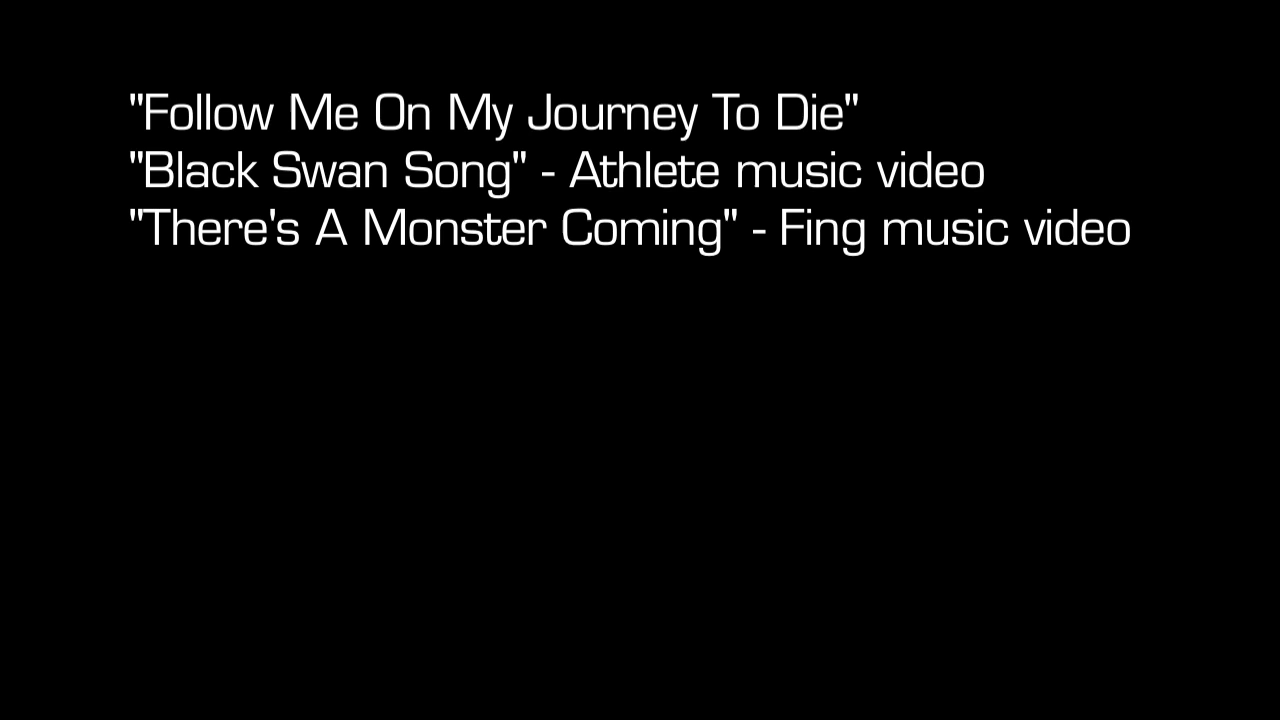 "Follow Me On My Journey To Die"
"Black Swan Song" - Athlete music video
"There's A Monster Coming" - Fing music video